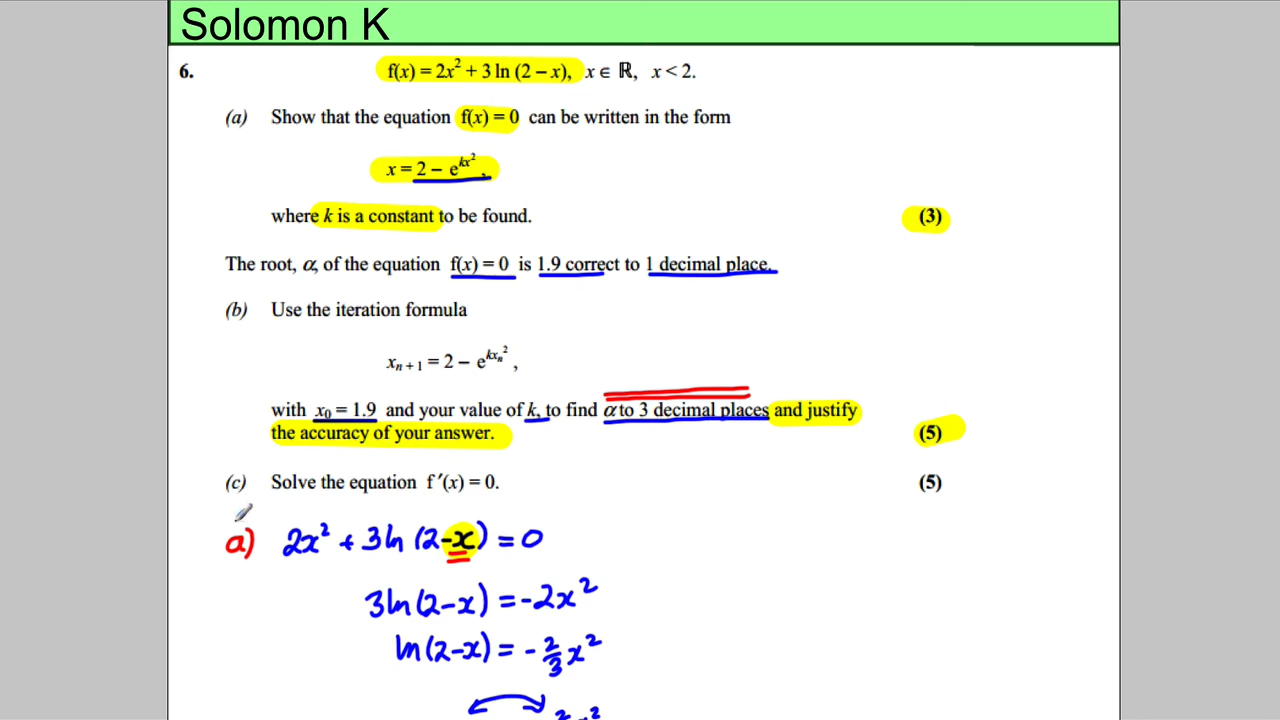 Solomon K
6. f(x) = 2x² + 3 ln (2 – x), x ∈ ℝ, x < 2.
(a) Show that the equation f(x) = 0 can be written in the form
x = 2 – e^{kx²},
where k is a constant to be found. (3)
The root, α, of the equation f(x) = 0 is 1.9 correct to 1 decimal place.
(b) Use the iteration formula
xₙ₊₁ = 2 – e^{kxₙ²},
with x₀ = 1.9 and your value of k, to find α to 3 decimal places and justify
the accuracy of your answer. (5)
(c) Solve the equation f ′(x) = 0. (5)
a) 2x² + 3ln (2-x) = 0
3ln(2-x) = -2x²
ln(2-x) = -⅔x²